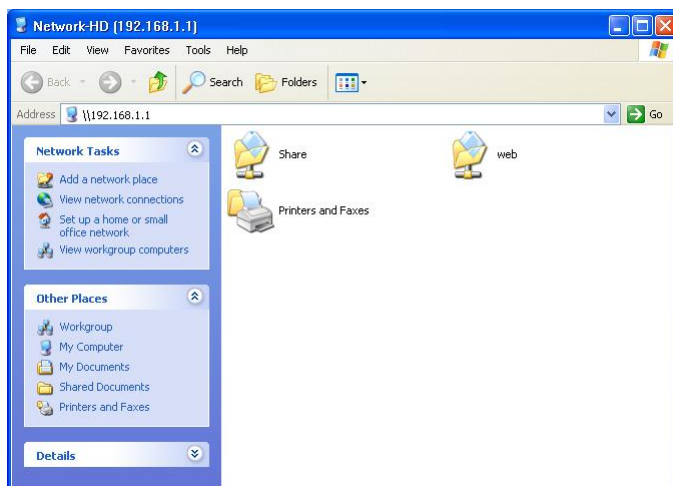 Network-HD (192.168.1.1)
File Edit View Favorites Tools Help
Back Search Folders
Address \\192.168.1.1 Go
Network Tasks
Add a network place
View network connections
Set up a home or small
office network
View workgroup computers
Other Places
Workgroup
My Computer
My Documents
Shared Documents
Printers and Faxes
Details
Share
web
Printers and Faxes